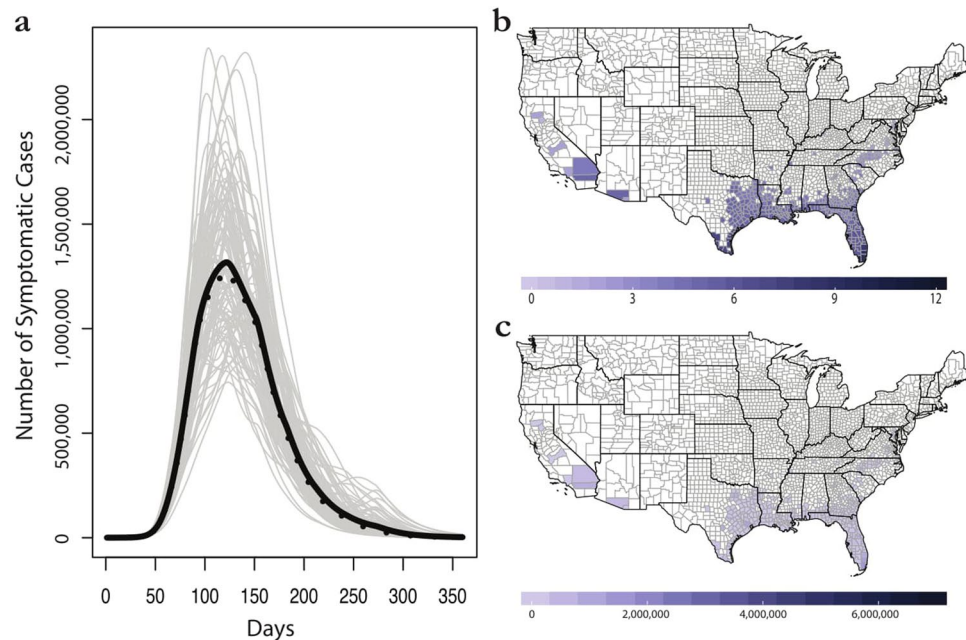 a
Number of Symptomatic Cases
2,000,000
1,500,000
1000,000
500,000
0
0 50 100 150 200 250 300 350
Days
b
0 3 6 9 12
c
0 2,000,000 4,000,000 6,000,000